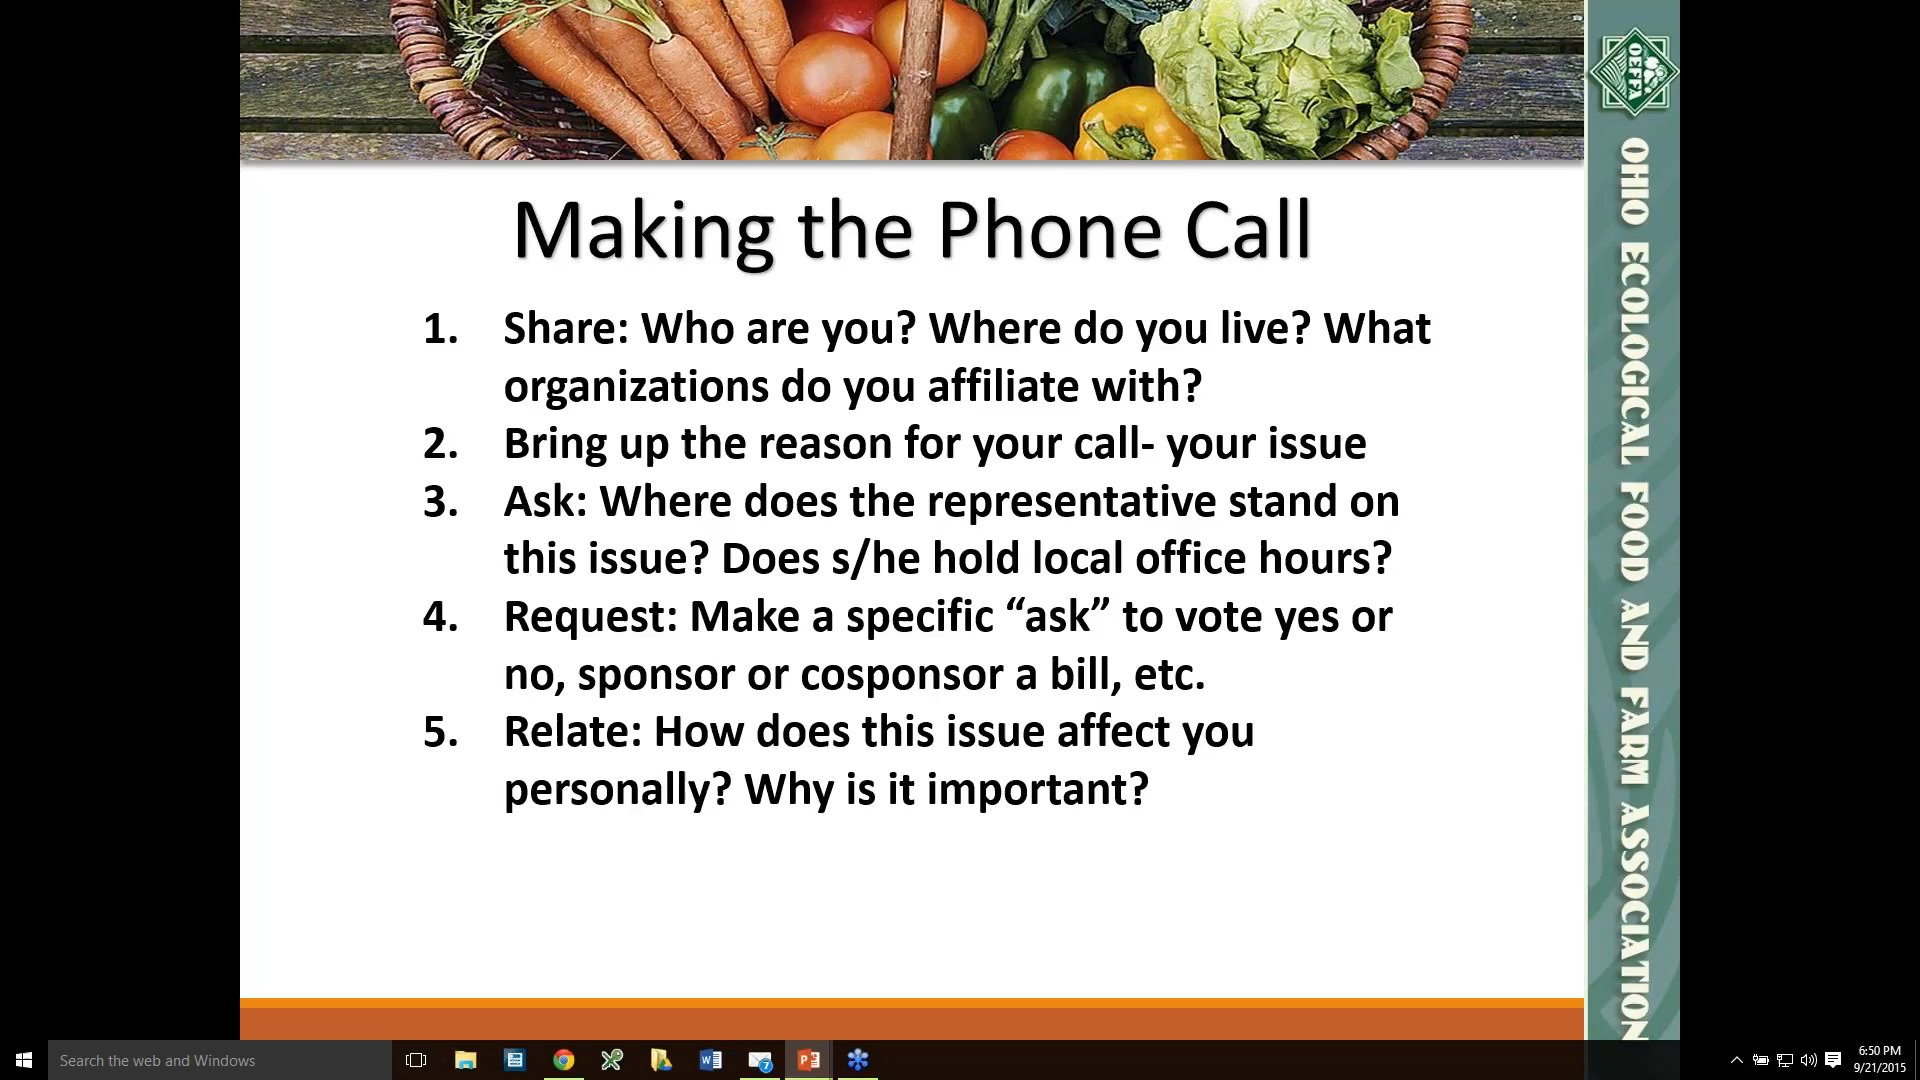 Making the Phone Call
1. Share: Who are you? Where do you live? What
organizations do you affiliate with?
2. Bring up the reason for your call- your issue
3. Ask: Where does the representative stand on
this issue? Does s/he hold local office hours?
4. Request: Make a specific “ask” to vote yes or
no, sponsor or cosponsor a bill, etc.
5. Relate: How does this issue affect you
personally? Why is it important?
OEFFA
OHIO ECOLOGICAL FOOD AND FARM ASSOCIATION
Search the web and Windows
7
6:50 PM
9/21/2015